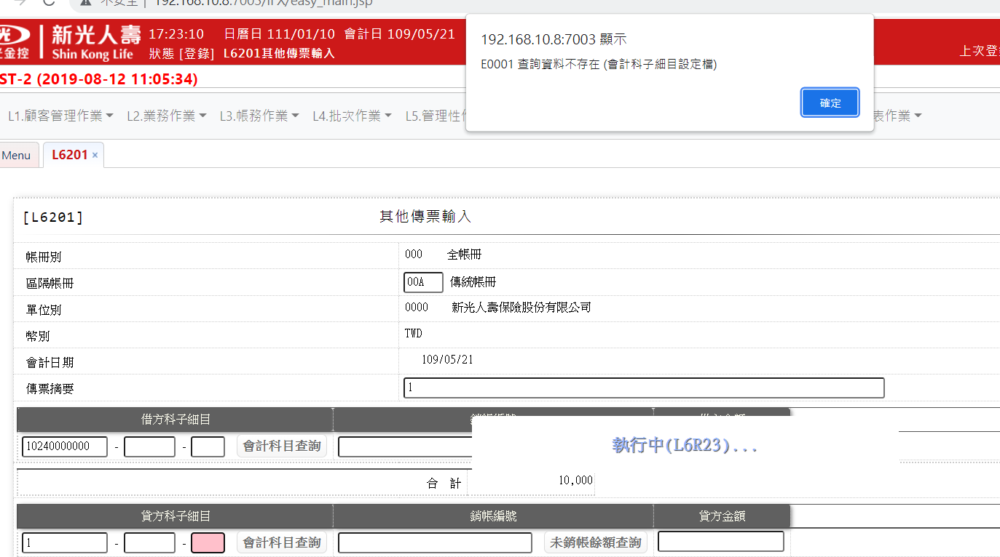 不安全 | 192.168.10.8:7003/iFX/easy_main.jsp
192.168.10.8:7003 顯示
E0001 查詢資料不存在 (會計科子細目設定檔)
確定
光金控
新光人壽
Shin Kong Life
17:23:10 日曆日 111/01/10 會計日 109/05/21
狀態 [登錄] L6201其他傳票輸入
上次登
ST-2 (2019-08-12 11:05:34)
L1.顧客管理作業 L2.業務作業 L3.帳務作業 L4.批次作業 L5.管理性 表作業
Menu L6201 ×
[L6201] 其他傳票輸入
帳冊別 000 全帳冊
區隔帳冊 00A 傳統帳冊
單位別 0000 新光人壽保險股份有限公司
幣別 TWD
會計日期 109/05/21
傳票摘要 1
借方科子細目
10240000000 - - 會計科目查詢
執行中(L6R23)...
合 計 10,000
貸方科子細目 銷帳編號 貸方金額
1 - - 會計科目查詢 未銷帳餘額查詢